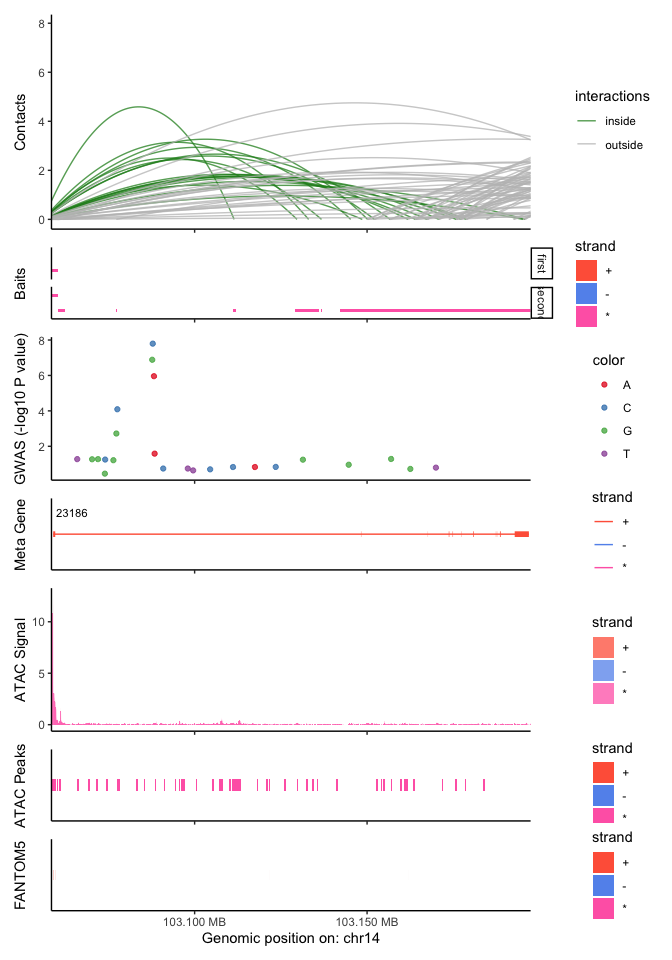 8
6
4
2
0
Contacts
interactions
inside
outside
Baits
first
second
strand
+
-
*
GWAS (-log10 P value)
8
6
4
2
color
A
C
G
T
Meta Gene
23186
strand
+
-
*
ATAC Signal
10
5
0
strand
+
-
*
ATAC Peaks
strand
+
-
*
FANTOM5
strand
+
-
*
103.100 MB
103.150 MB
Genomic position on: chr14